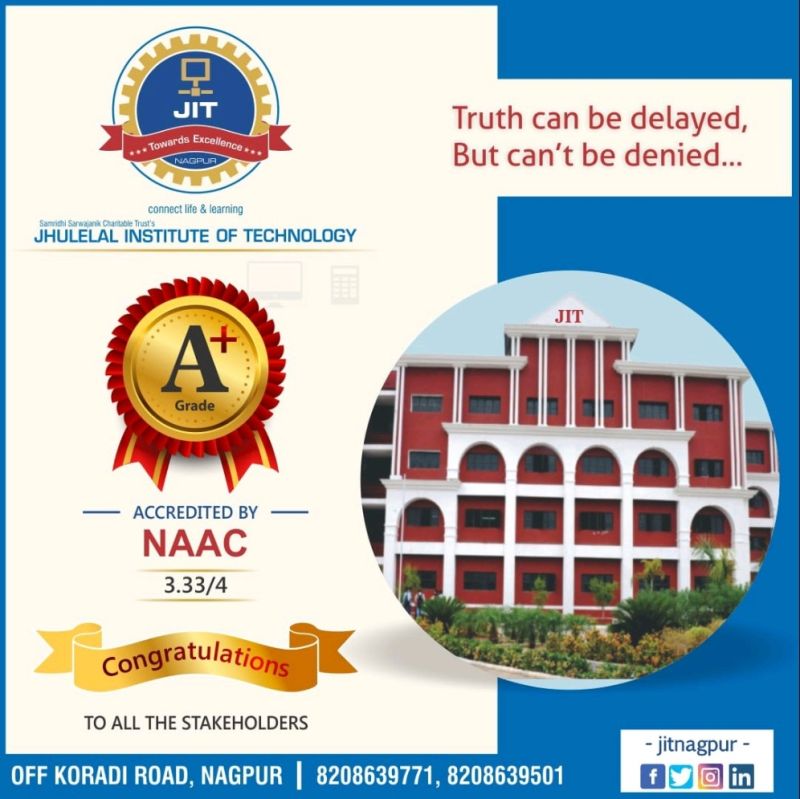 JIT
Towards Excellence
NAGPUR
connect life & learning
Samridhi Sarwajanik Charitable Trust's
JHULELAL INSTITUTE OF TECHNOLOGY
Truth can be delayed,
But can't be denied...
A+
Grade
JIT
ACCREDITED BY
NAAC
3.33/4
Congratulations
TO ALL THE STAKEHOLDERS
- jitnagpur -
OFF KORADI ROAD, NAGPUR | 8208639771, 8208639501